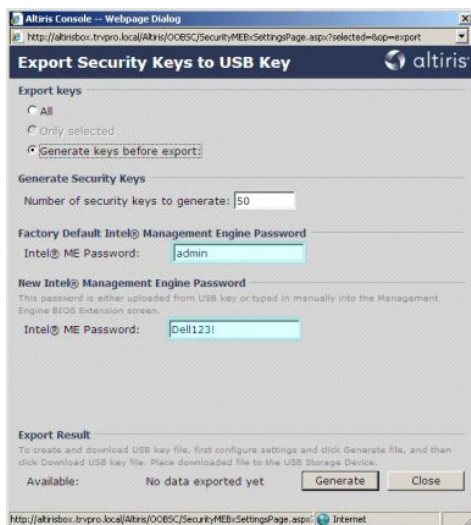 Altiris Console -- Webpage Dialog
http://altirisbox.trvpro.local/Altiris/OOBSC/SecurityMEBxSettingsPage.aspx?selected=&op=export
Export Security Keys to USB Key
altiris
Export keys
All
Only selected
Generate keys before export:
Generate Security Keys
Number of security keys to generate: 50
Factory Default Intel® Management Engine Password
Intel® ME Password: admin
New Intel® Management Engine Password
This password is either uploaded from USB key or typed in manually into the Management
Engine BIOS Extension screen.
Intel® ME Password: Dell123!
Export Result
To create and download USB key file, first configure settings and click Generate file, and then
click Download USB key file. Place downloaded file to the USB Storage Device.
Available: No data exported yet Generate Close
http://altirisbox.trvpro.local/Altiris/OOBSC/SecurityMEBxSettingsPage.aspx? Internet